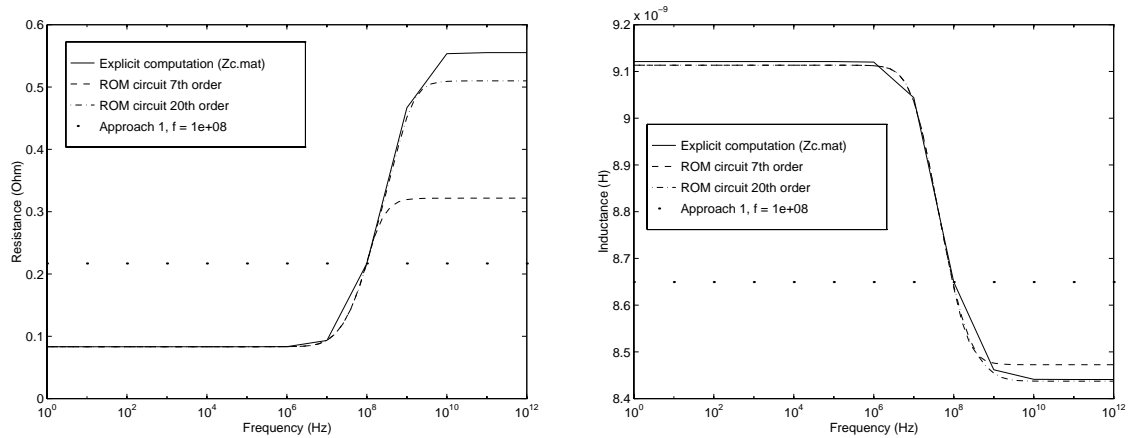 0.6
0.5
0.4
0.3
0.2
0.1
0
Resistance (Ohm)
Explicit computation (Zc.mat)
ROM circuit 7th order
ROM circuit 20th order
Approach 1, f = 1e+08
10^0 10^2 10^4 10^6 10^8 10^10 10^12
Frequency (Hz)
x 10^-9
9.2
9.1
9
8.9
8.8
8.7
8.6
8.5
8.4
Inductance (H)
Explicit computation (Zc.mat)
ROM circuit 7th order
ROM circuit 20th order
Approach 1, f = 1e+08
10^0 10^2 10^4 10^6 10^8 10^10 10^12
Frequency (Hz)